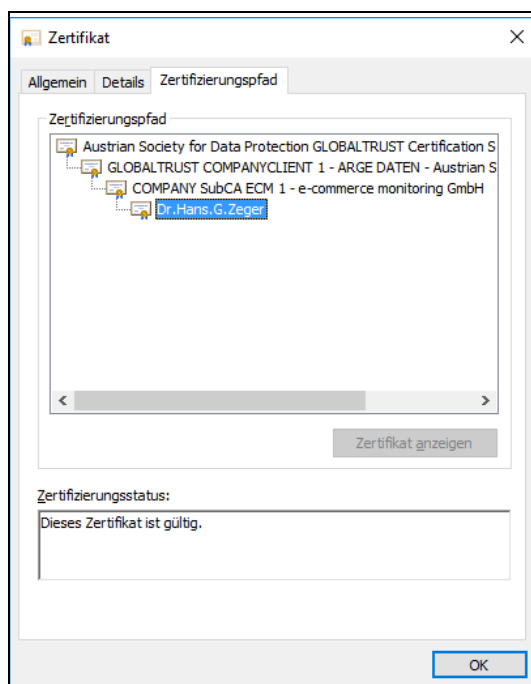 Zertifikat
Allgemein Details Zertifizierungspfad
Zertifizierungspfad
Austrian Society for Data Protection GLOBALTRUST Certification S
GLOBALTRUST COMPANYCLIENT 1 - ARGE DATEN - Austrian S
COMPANY SubCA ECM 1 - e-commerce monitoring GmbH
Dr.Hans.G.Zeger
Zertifikat anzeigen
Zertifizierungsstatus:
Dieses Zertifikat ist gültig.
OK